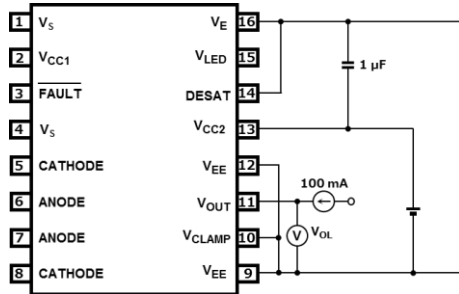 1 VS VE 16
2 VCC1 VLED 15
3 FAULT DESAT 14
4 VS VCC2 13
5 CATHODE VEE 12
6 ANODE VOUT 11
7 ANODE VCLAMP 10
8 CATHODE VEE 9
1 µF
100 mA
V VOL